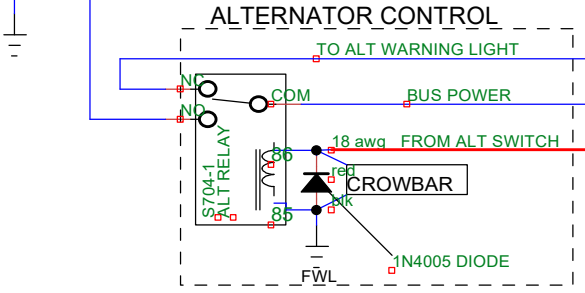 ALTERNATOR CONTROL
TO ALT WARNING LIGHT
NC
COM
BUS POWER
NO
18 awg FROM ALT SWITCH
86
red
CROWBAR
S704-1
ALT RELAY
blk
85
1N4005 DIODE
FWL